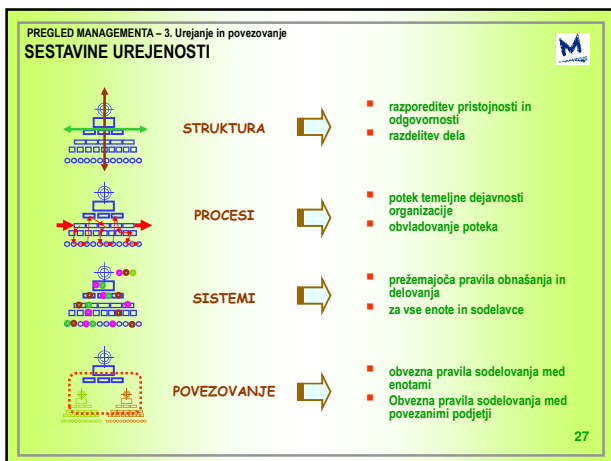 PREGLED MANAGEMENTA – 3. Urejanje in povezovanje
SESTAVINE UREJENOSTI
M
STRUKTURA
razporeditev pristojnosti in
odgovornosti
razdelitev dela
PROCESI
potek temeljne dejavnosti
organizacije
obvladovanje poteka
SISTEMI
prežemajoča pravila obnašanja in
delovanja
za vse enote in sodelavce
POVEZOVANJE
obvezna pravila sodelovanja med
enotami
Obvezna pravila sodelovanja med
povezanimi podjetji
27